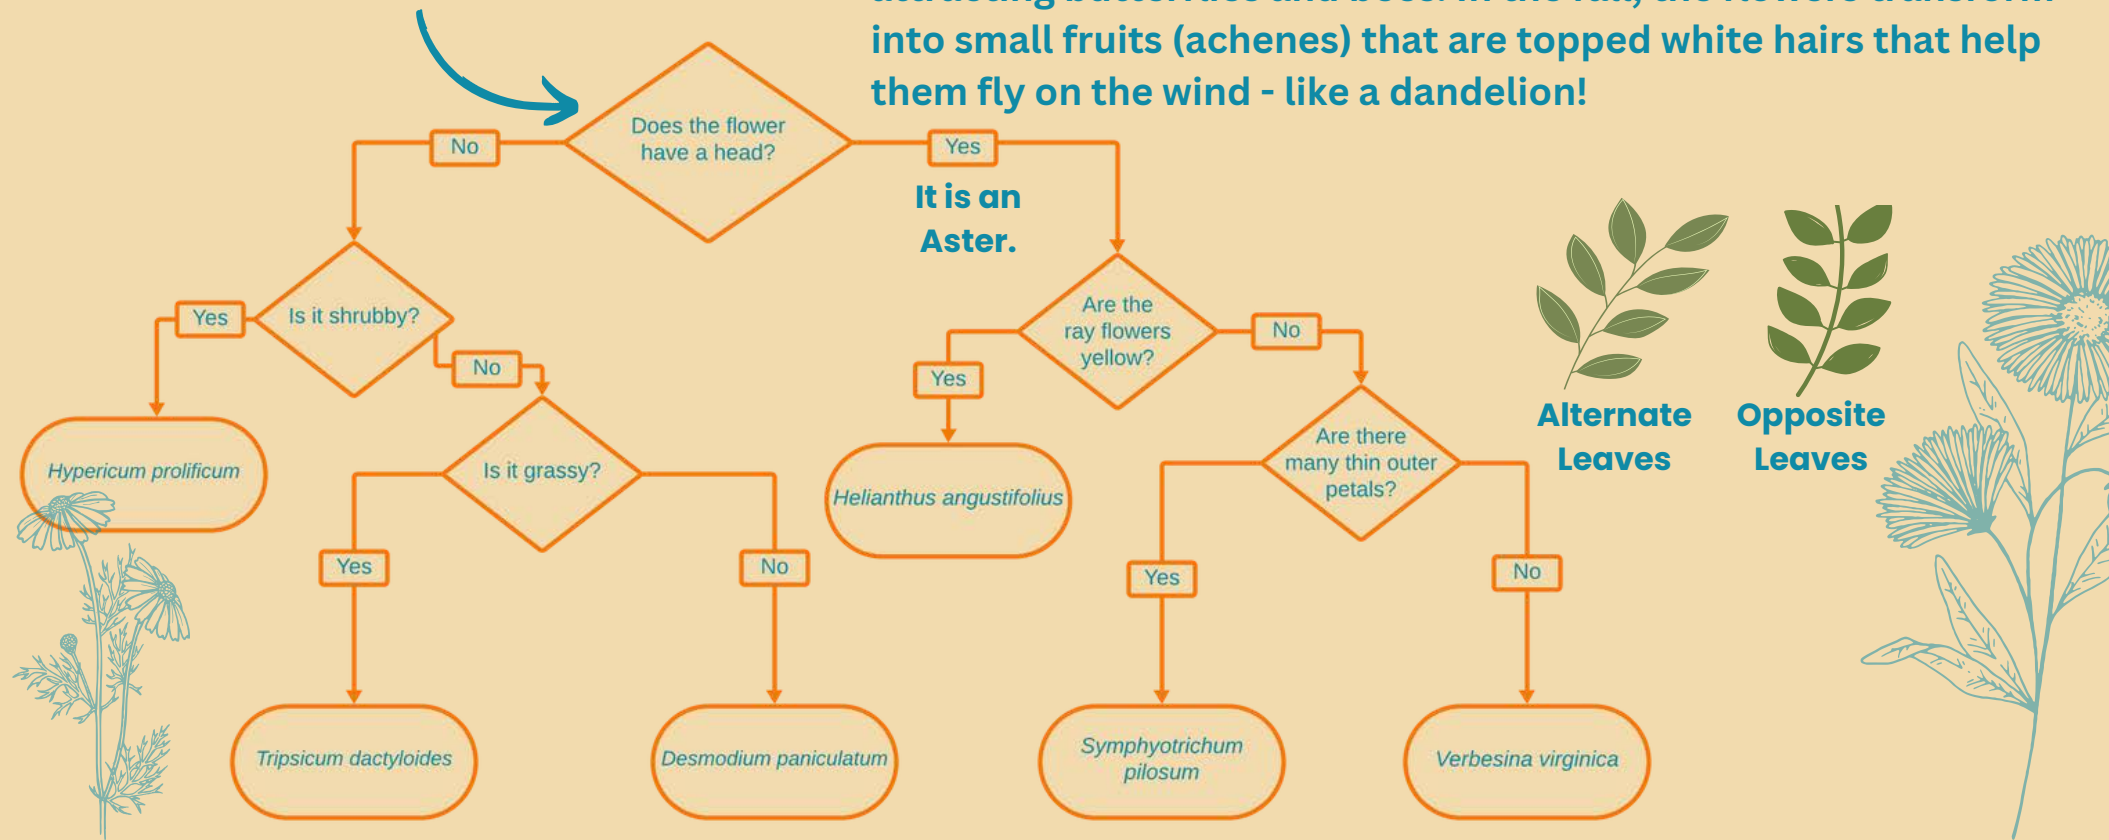 into small fruits (achenes) that are topped white hairs that help
them fly on the wind - like a dandelion!
Does the flower
have a head?
No
Yes
It is an
Aster.
Is it shrubby?
Yes
No
Are the
ray flowers
yellow?
No
Yes
Hypericum prolificum
Is it grassy?
Helianthus angustifolius
Are there
many thin outer
petals?
Alternate
Leaves
Opposite
Leaves
Yes
No
Yes
No
Tripsicum dactyloides
Desmodium paniculatum
Symphyotrichum
pilosum
Verbesina virginica